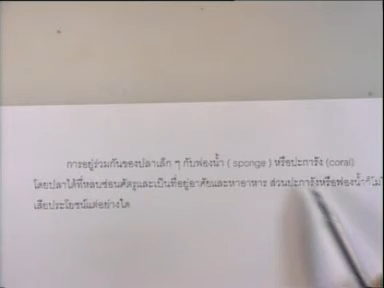 การอยู่ร่วมกันของปลาเล็ก ๆ กับฟองน้ำ ( sponge ) หรือปะการัง (coral)
โดยปลาได้ที่หลบซ่อนศัตรูและเป็นที่อยู่อาศัยและหาอาหาร ส่วนปะการังหรือฟองน้ำก็ไม่
เสียประโยชน์แต่อย่างใด